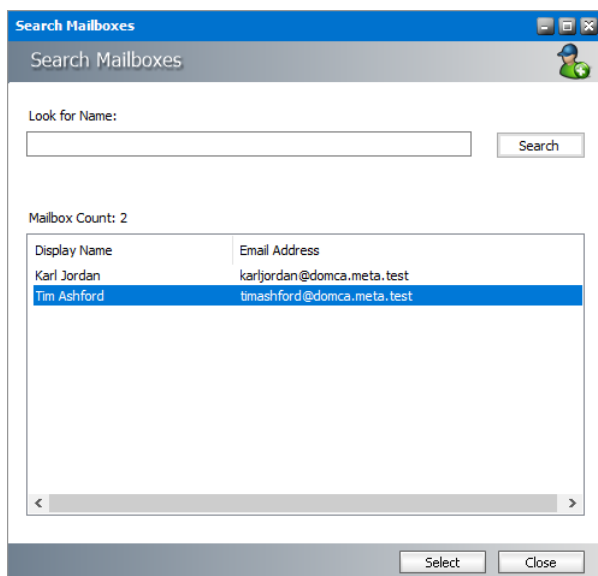 Search Mailboxes
Search Mailboxes
Look for Name:
Search
Mailbox Count: 2
Display Name Email Address
Karl Jordan karljordan@domca.meta.test
Tim Ashford timashford@domca.meta.test
Select Close